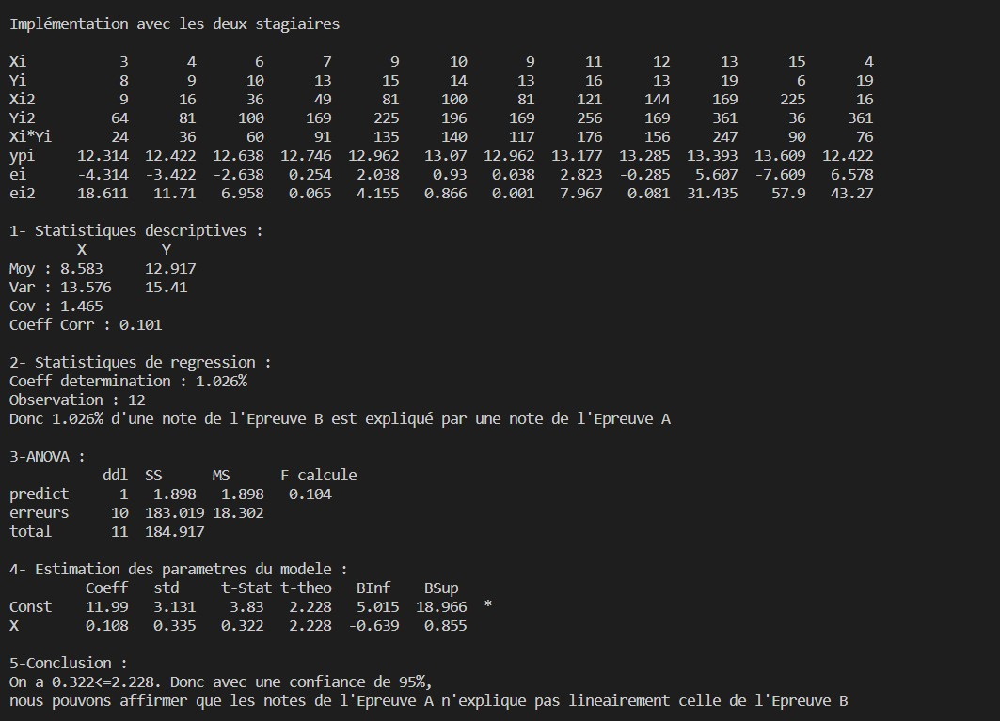 Implémentation avec les deux stagiaires
Xi 3 4 6 7 9 10 9 11 12 13 15 4
Yi 8 9 10 13 15 14 13 16 13 19 6 19
Xi2 9 16 36 49 81 100 81 121 144 169 225 16
Yi2 64 81 100 169 225 196 169 256 169 361 36 361
Xi*Yi 24 36 60 91 135 140 117 176 156 247 90 76
ypi 12.314 12.422 12.638 12.746 12.962 13.07 12.962 13.177 13.285 13.393 13.609 12.422
ei -4.314 -3.422 -2.638 0.254 2.038 0.93 0.038 2.823 -0.285 5.607 -7.609 6.578
ei2 18.611 11.71 6.958 0.065 4.155 0.866 0.001 7.967 0.081 31.435 57.9 43.27
1- Statistiques descriptives :
X Y
Moy : 8.583 12.917
Var : 13.576 15.41
Cov : 1.465
Coeff Corr : 0.101
2- Statistiques de regression :
Coeff determination : 1.026%
Observation : 12
Donc 1.026% d'une note de l'Epreuve B est expliqué par une note de l'Epreuve A
3-ANOVA :
ddl SS MS F calcule
predict 1 1.898 1.898 0.104
erreurs 10 183.019 18.302
total 11 184.917
4- Estimation des parametres du modele :
Coeff std t-Stat t-theo BInf BSup
Const 11.99 3.131 3.83 2.228 5.015 18.966 *
X 0.108 0.335 0.322 2.228 -0.639 0.855
5-Conclusion :
On a 0.322<=2.228. Donc avec une confiance de 95%,
nous pouvons affirmer que les notes de l'Epreuve A n'explique pas lineairement celle de l'Epreuve B